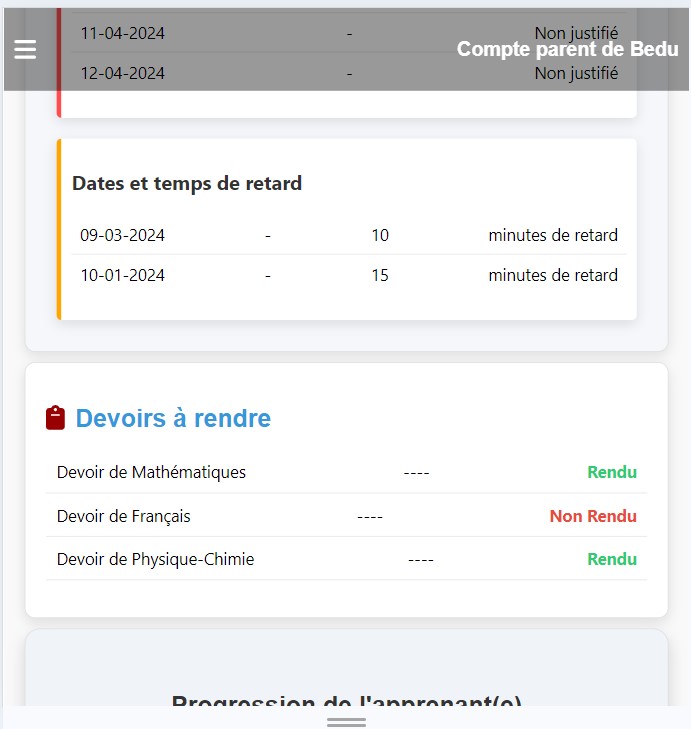 11-04-2024 - Non justifié
Compte parent de Bedu
12-04-2024 - Non justifié
Dates et temps de retard
09-03-2024 - 10 minutes de retard
10-01-2024 - 15 minutes de retard
Devoirs à rendre
Devoir de Mathématiques ---- Rendu
Devoir de Français ---- Non Rendu
Devoir de Physique-Chimie ---- Rendu
Progression de l'apprenant(e)